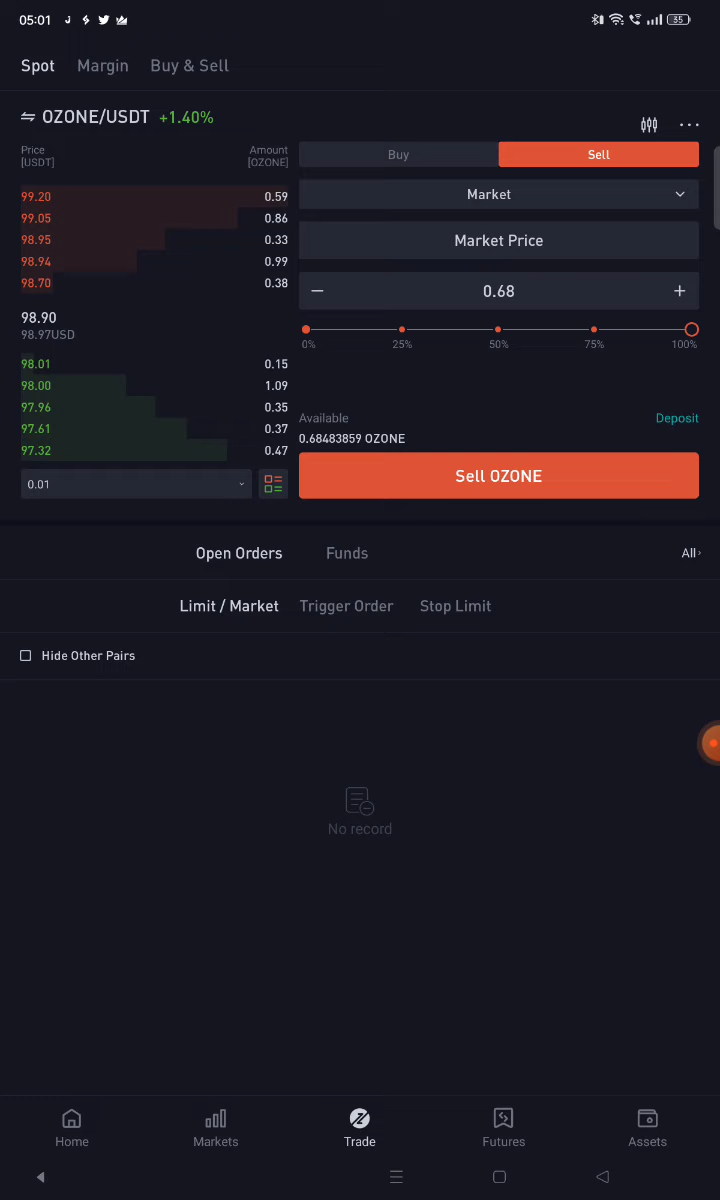 05:01
35
Spot Margin Buy & Sell
OZONE/USDT +1.40%
Price [USDT] Amount [OZONE]
99.20 0.59
99.05 0.86
98.95 0.33
98.94 0.99
98.70 0.38
98.90
98.97USD
98.01 0.15
98.00 1.09
97.96 0.35
97.61 0.37
97.32 0.47
0.01
Buy Sell
Market
Market Price
0.68
0% 25% 50% 75% 100%
Available Deposit
0.68483859 OZONE
Sell OZONE
Open Orders Funds All
Limit / Market Trigger Order Stop Limit
Hide Other Pairs
No record
Home Markets Trade Futures Assets